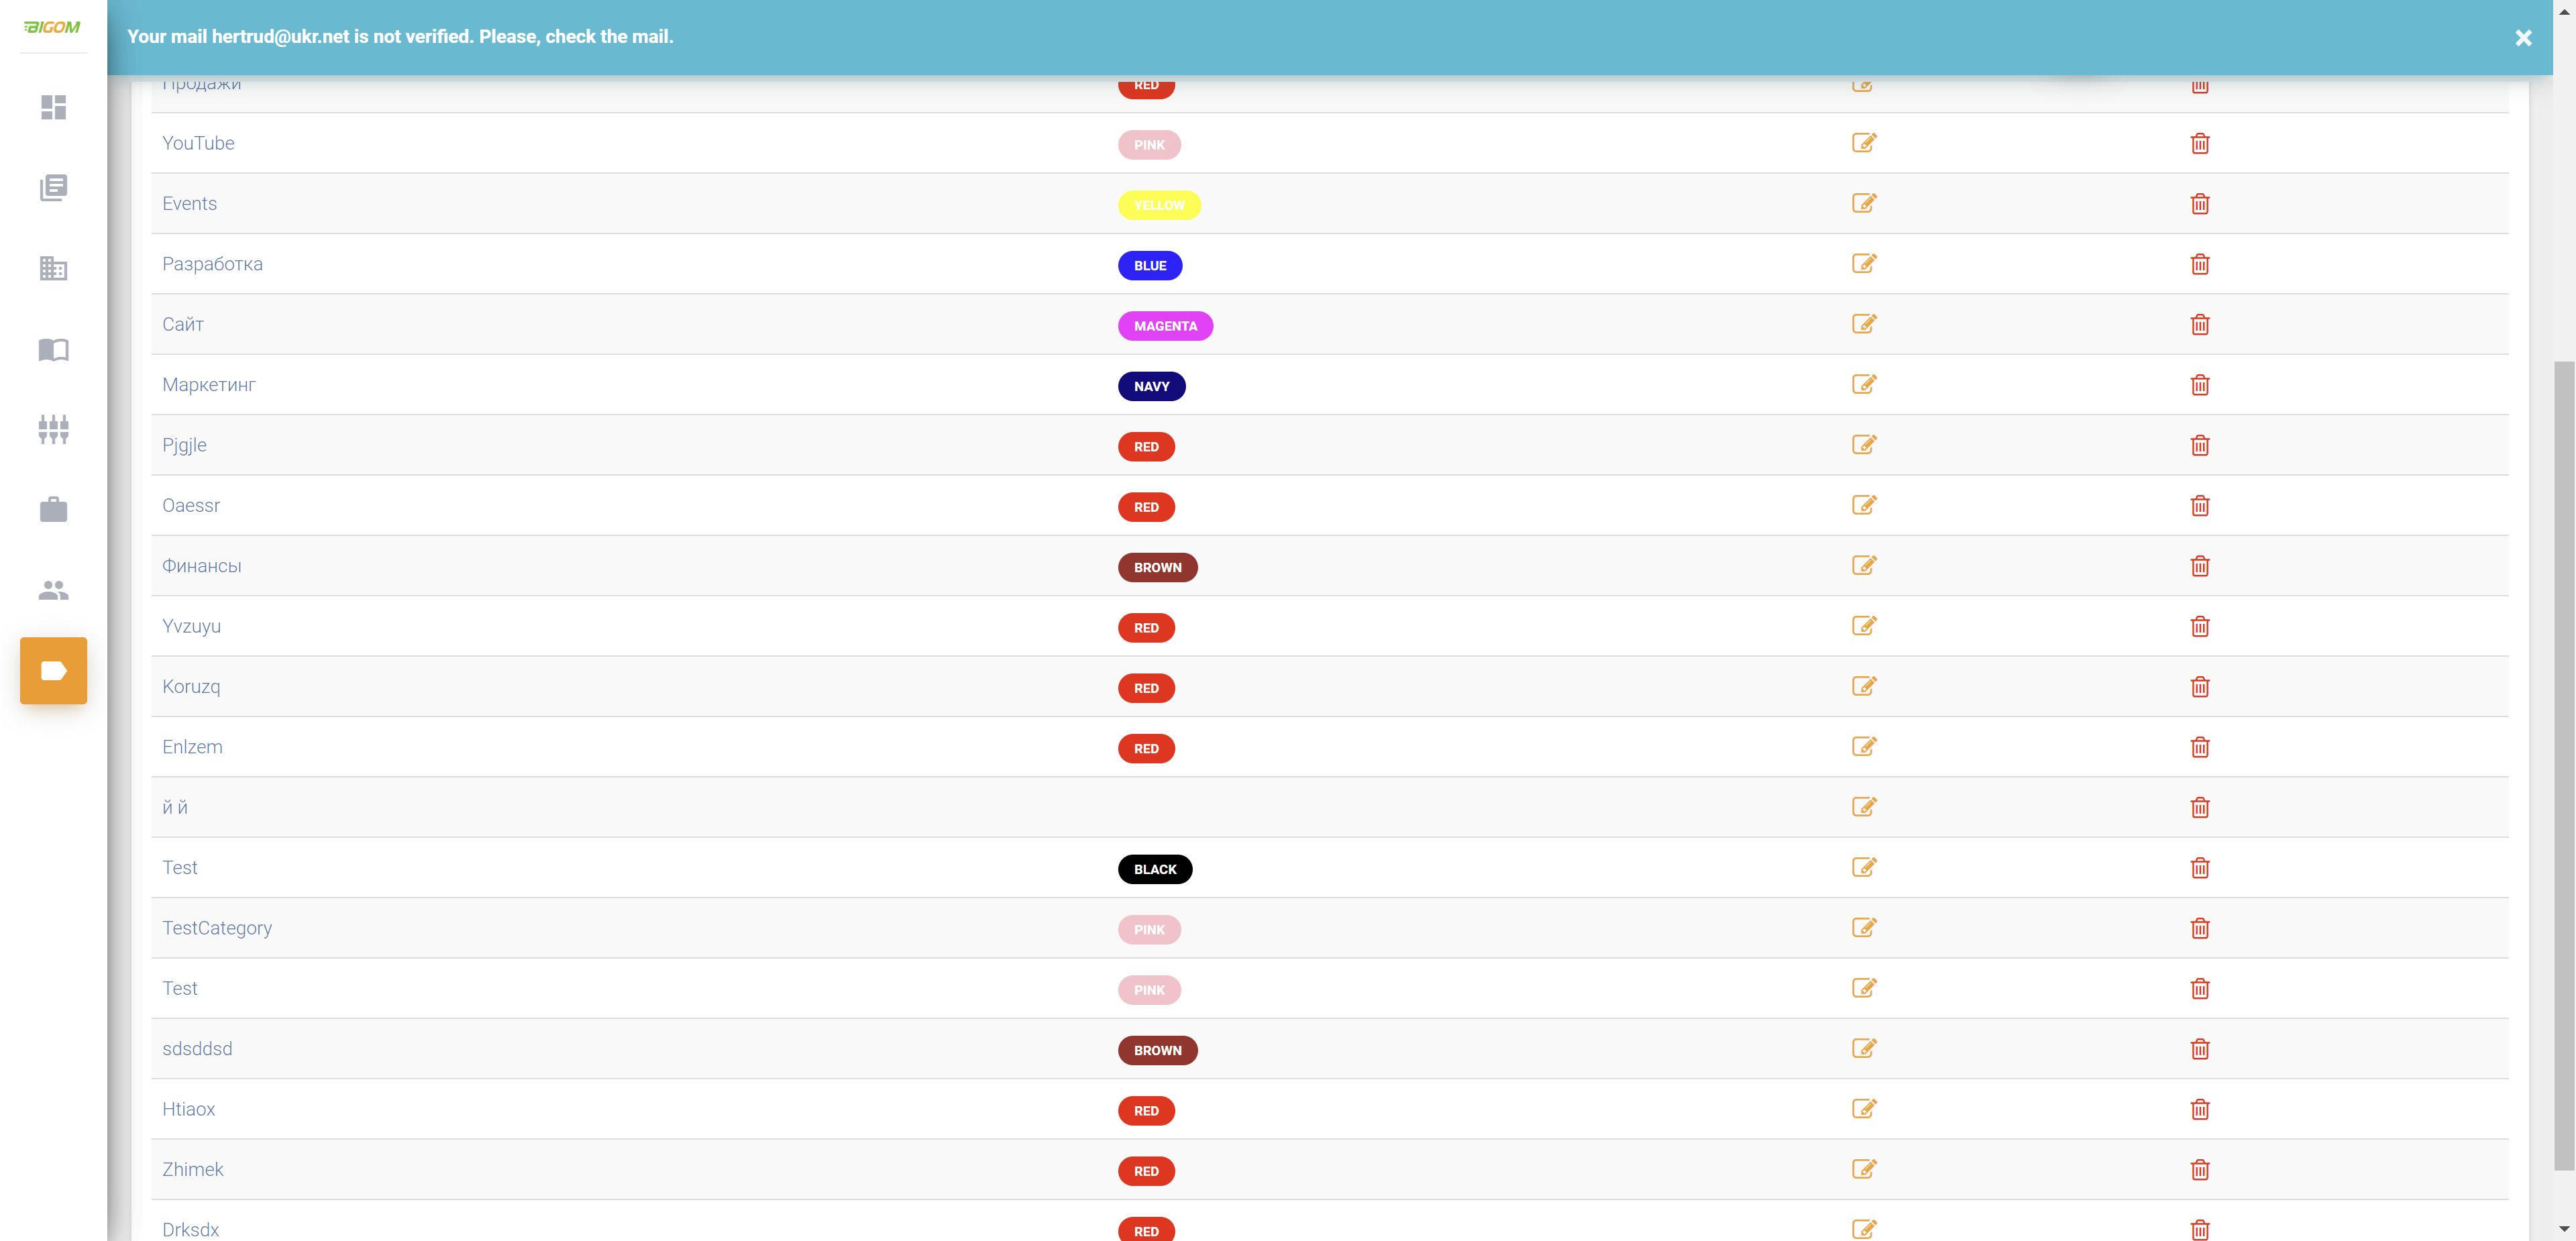 BIGOM
Your mail hertrud@ukr.net is not verified. Please, check the mail.
Продажи RED
YouTube PINK
Events YELLOW
Разработка BLUE
Сайт MAGENTA
Маркетинг NAVY
Pjgjle RED
Oaessr RED
Финансы BROWN
Yvzuyu RED
Koruzq RED
Enlzem RED
й й
Test BLACK
TestCategory PINK
Test PINK
sdsddsd BROWN
Htiaox RED
Zhimek RED
Drksdx RED